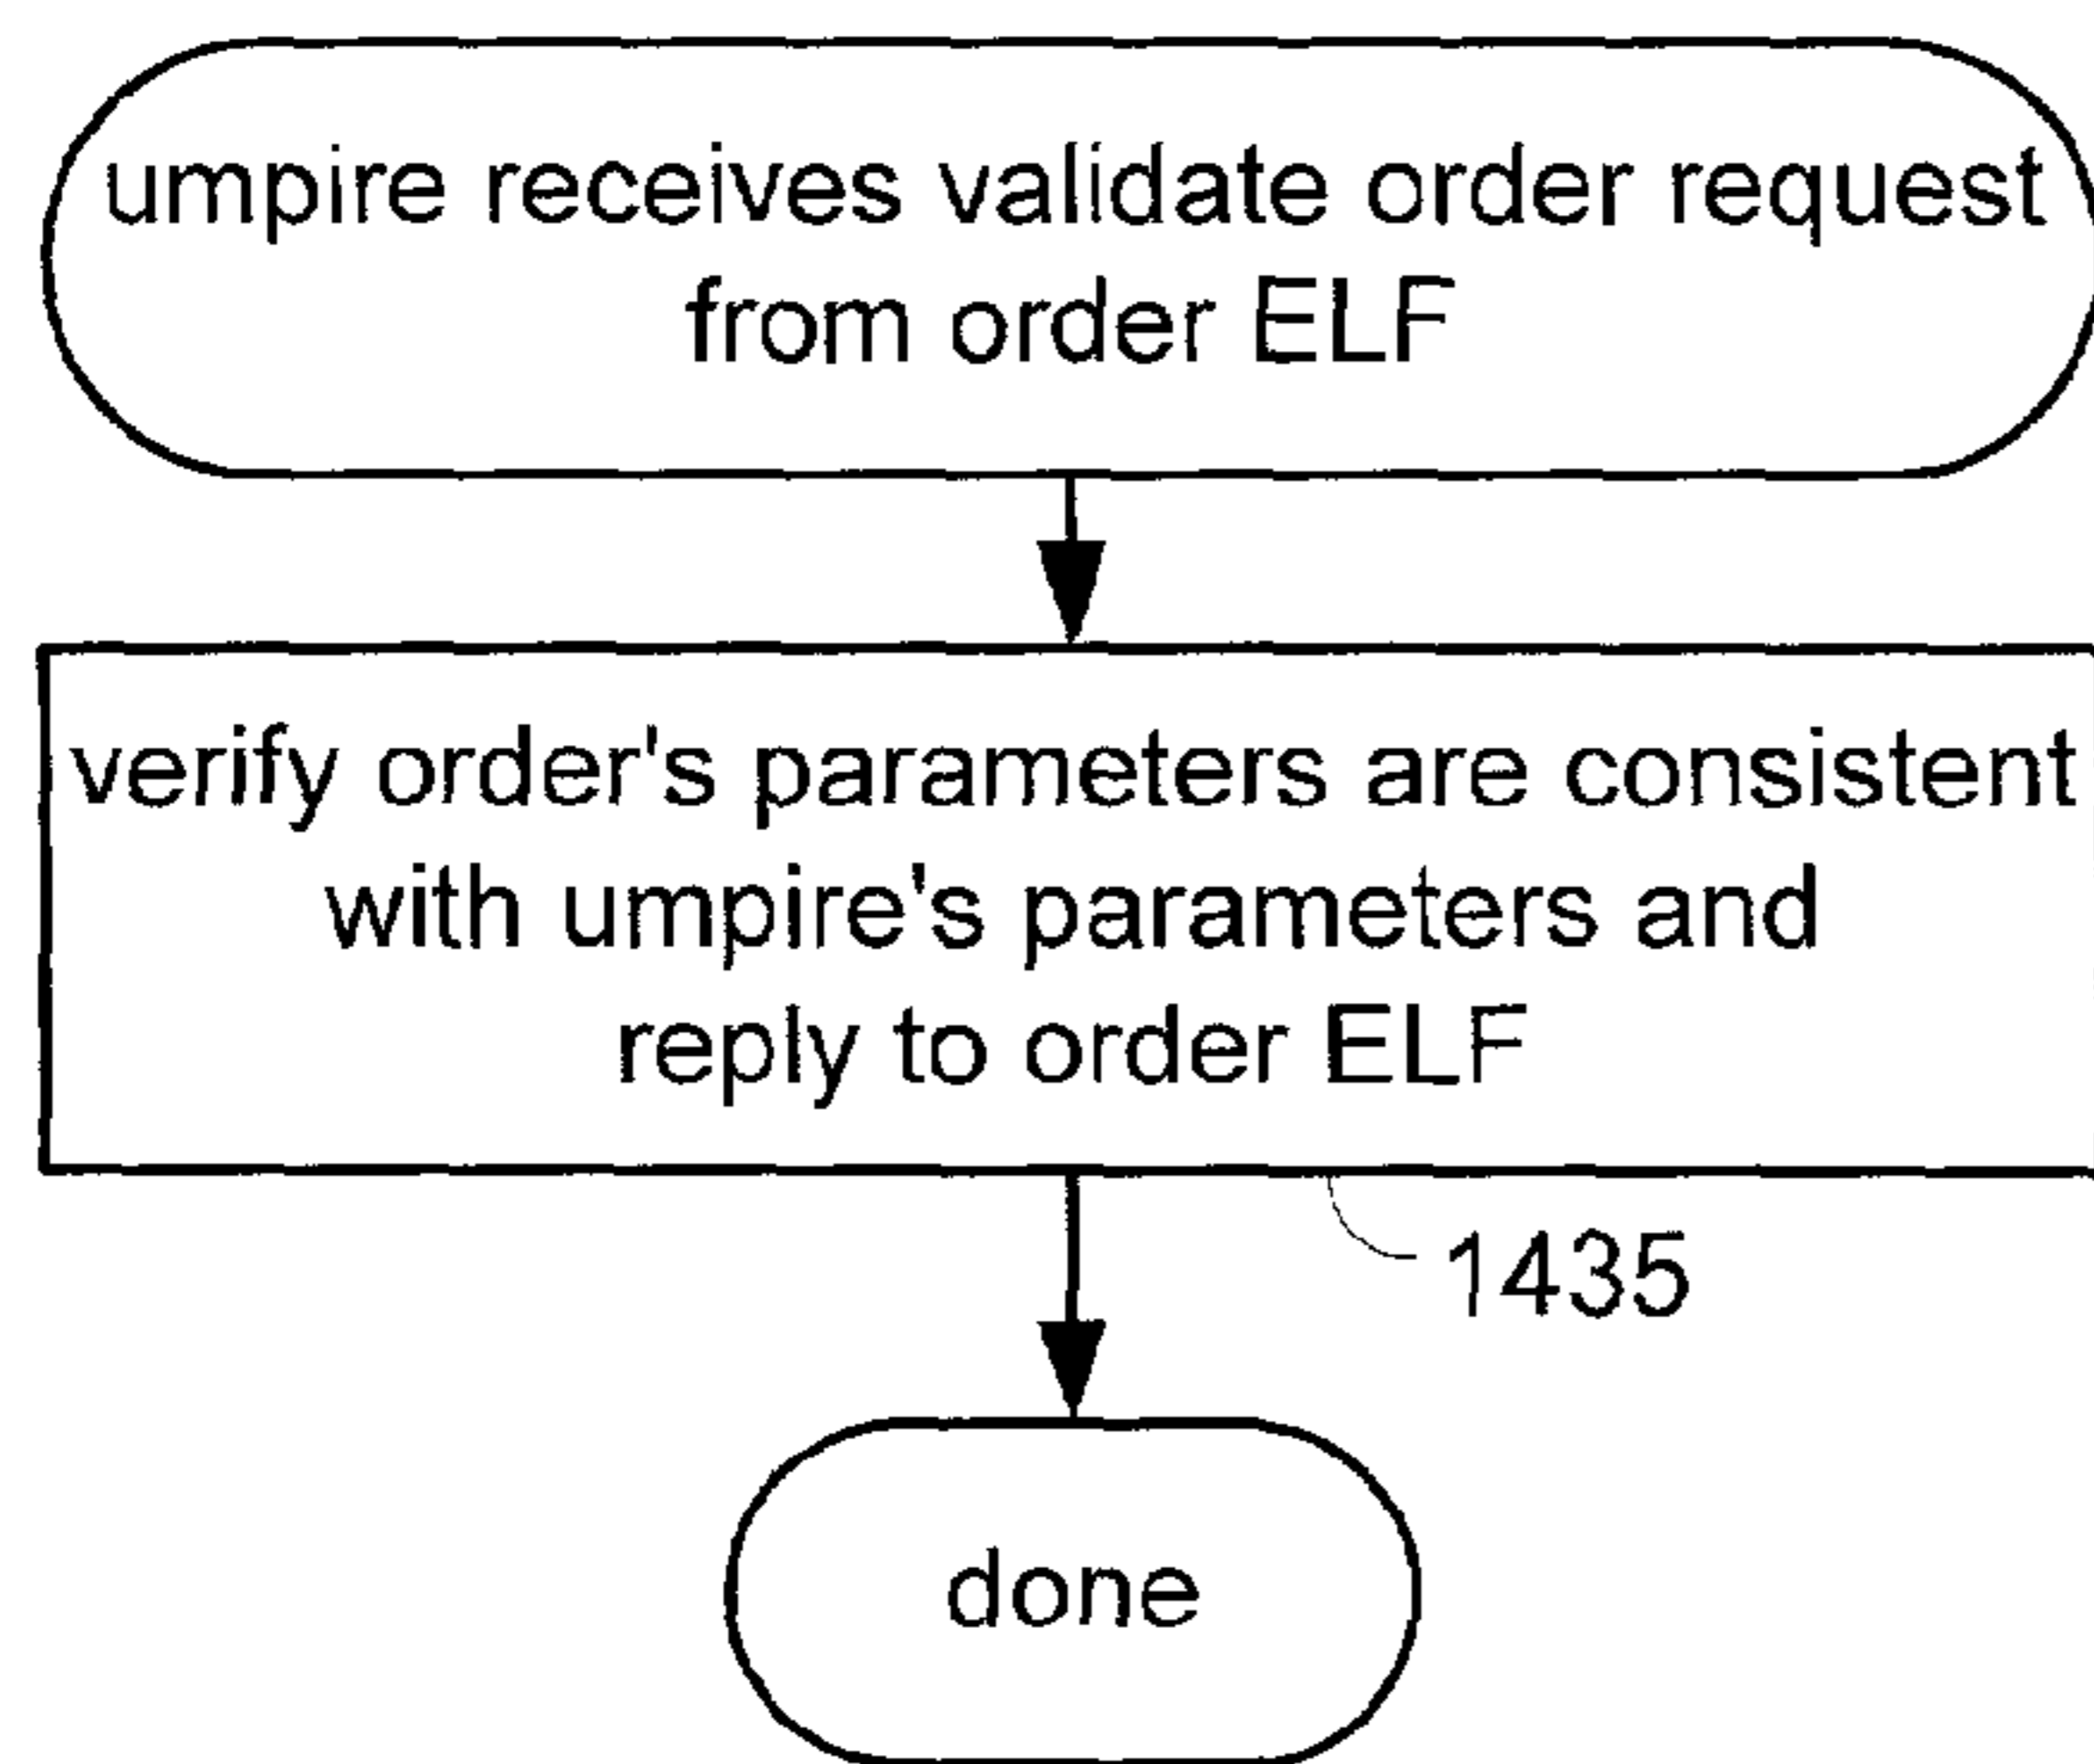 umpire receives validate order request
from order ELF
verify order's parameters are consistent
with umpire's parameters and
reply to order ELF
1435
done